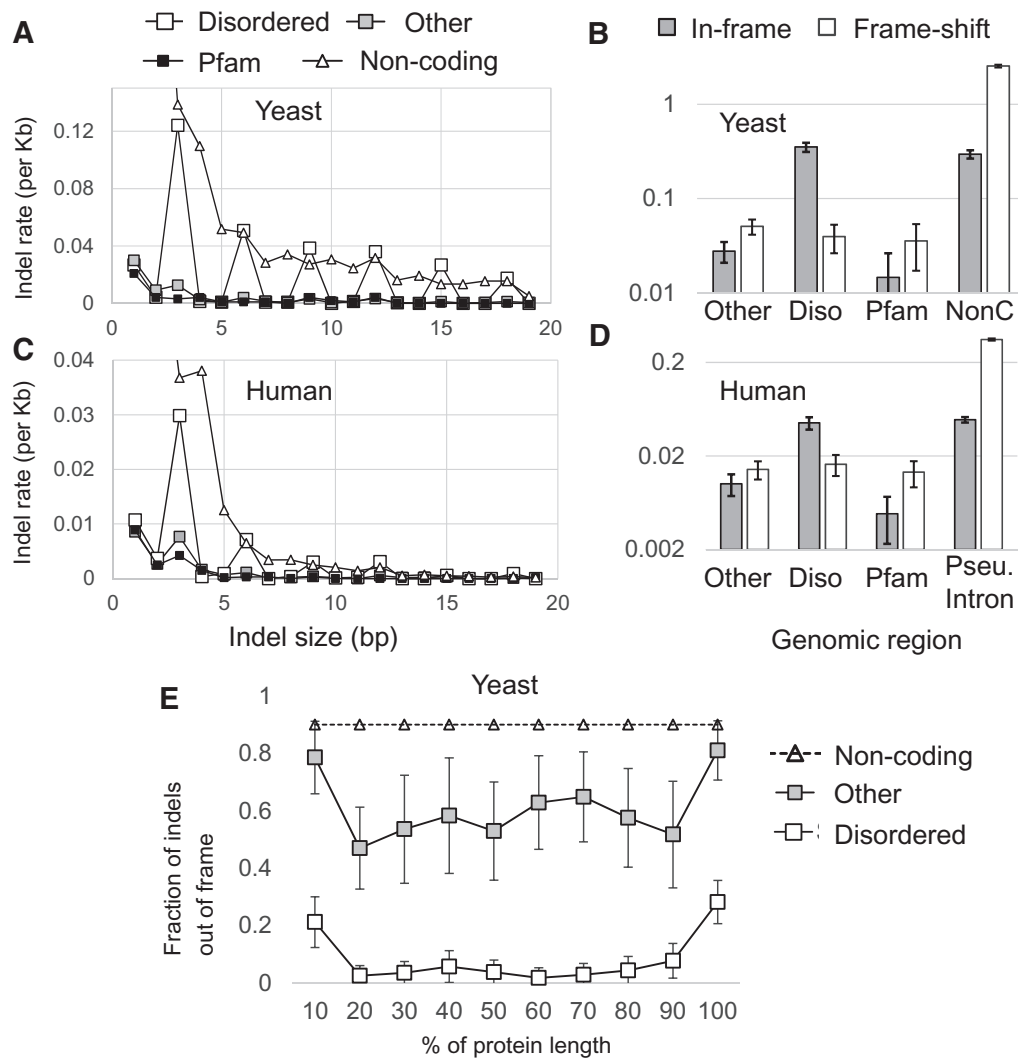 A
Disordered
Other
Pfam
Non-coding
B
In-frame
Frame-shift
Yeast
Indel rate (per Kb)
0.12
0.08
0.04
0
0 5 10 15 20
Yeast
1
0.1
0.01
Other Diso Pfam NonC
C
Human
Indel rate (per Kb)
0.04
0.03
0.02
0.01
0
0 5 10 15 20
Indel size (bp)
D
Human
0.2
0.02
0.002
Other Diso Pfam Pseu.
Intron
Genomic region
E
Yeast
Fraction of indels
out of frame
1
0.8
0.6
0.4
0.2
0
10 20 30 40 50 60 70 80 90 100
% of protein length
Non-coding
Other
Disordered